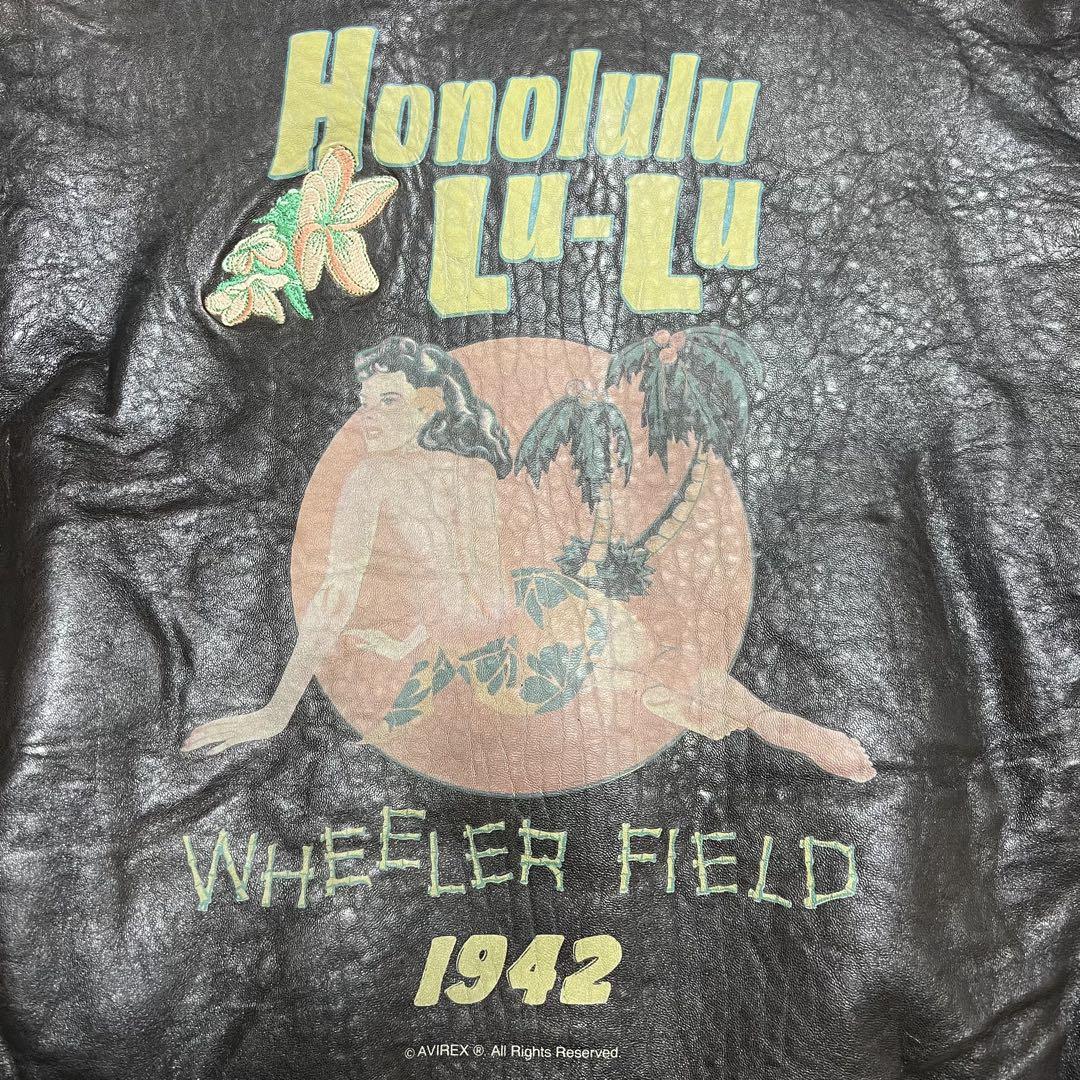 Honolulu
Lu-Lu
WHEELER FIELD
1942
© AVIREX ®. All Rights Reserved.